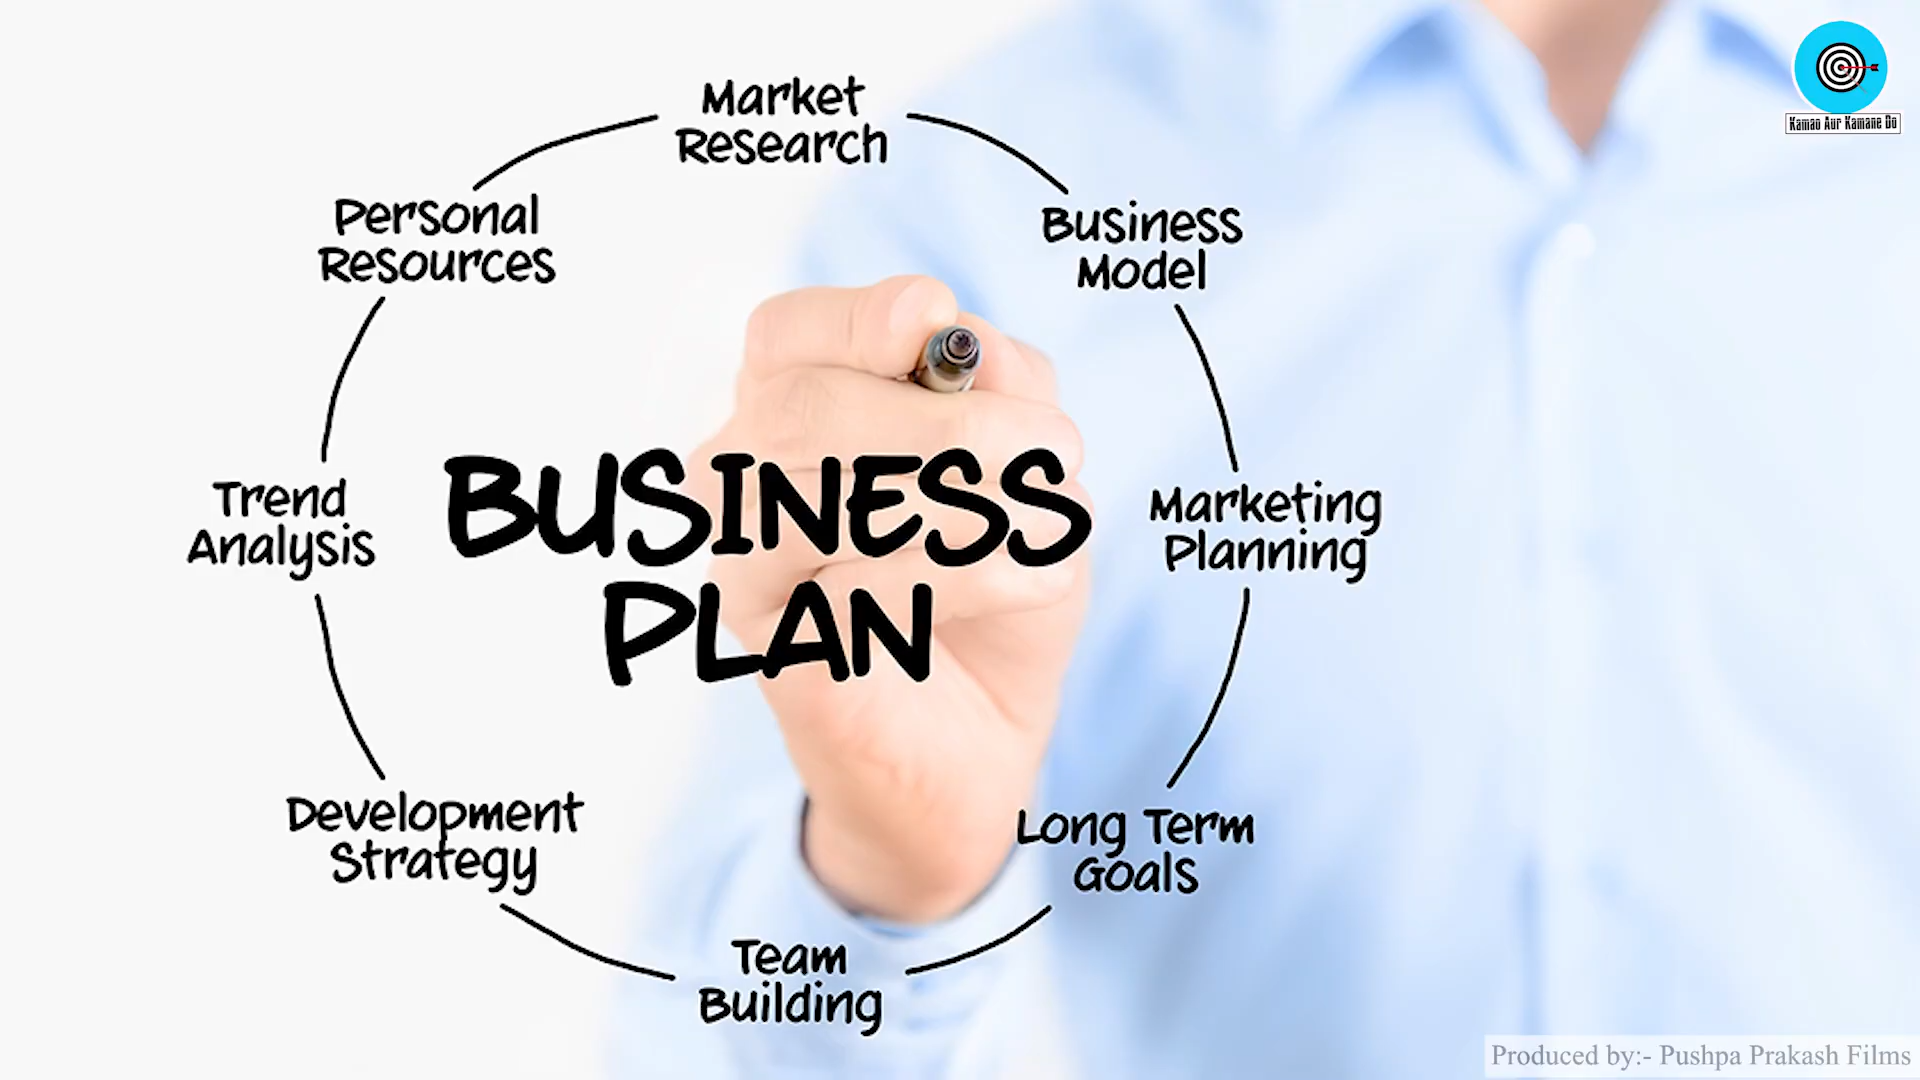 Market
Research
Business
Model
Marketing
Planning
Long Term
Goals
Team
Building
Development
Strategy
Trend
Analysis
Personal
Resources
BUSINESS
PLAN
Kamao Aur Kamane Do
Produced by:- Pushpa Prakash Films